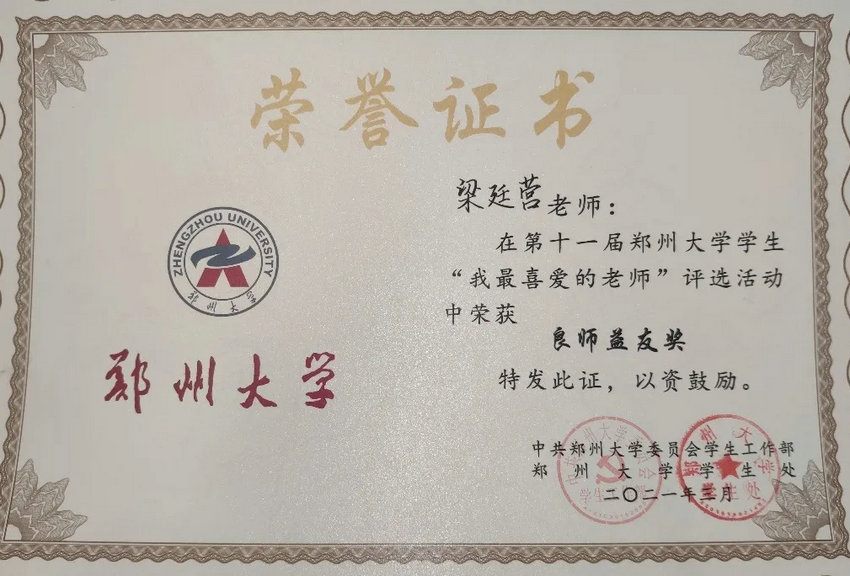 荣誉证书
梁廷营老师：
在第十一届郑州大学学生
“我最喜爱的老师”评选活动
中荣获
良师益友奖
特发此证，以资鼓励。
ZHENGZHOU UNIVERSITY
郑州大学
郑州大学
中共郑州大学委员会学生工作部
郑州大学学生处
二〇二一年三月